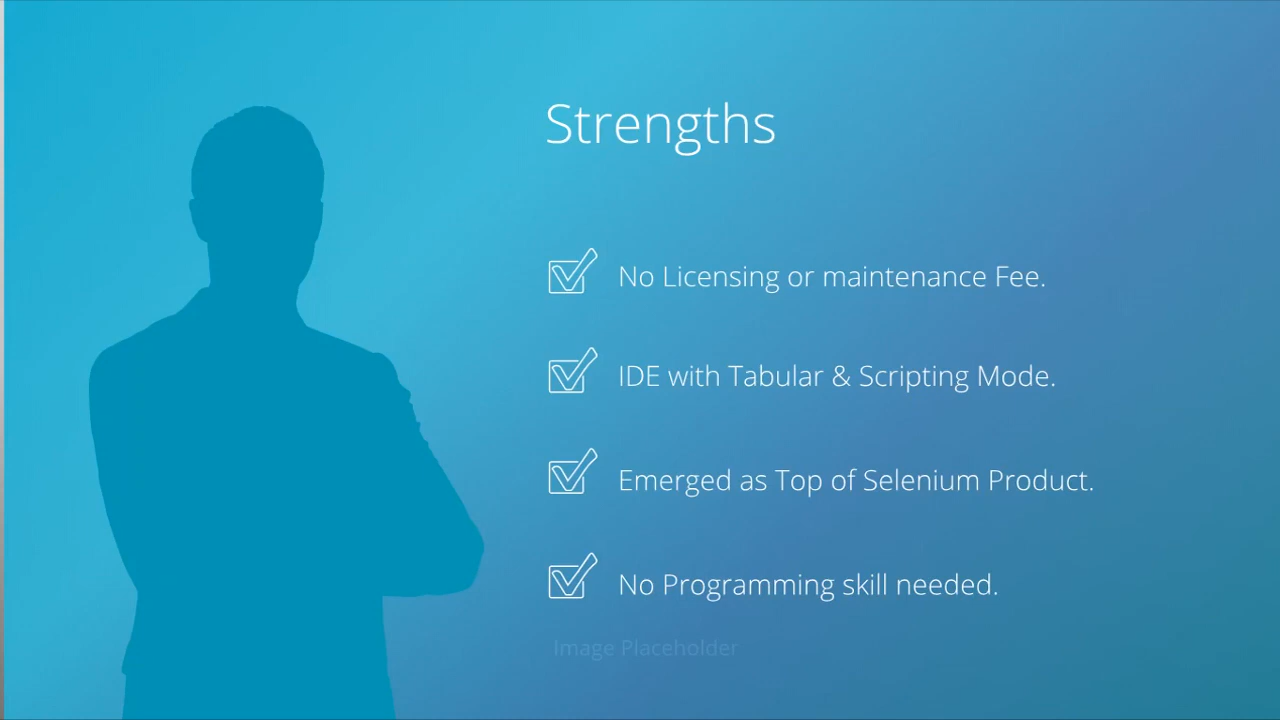 Strengths
No Licensing or maintenance Fee.
IDE with Tabular & Scripting Mode.
Emerged as Top of Selenium Product.
No Programming skill needed.
Image Placeholder